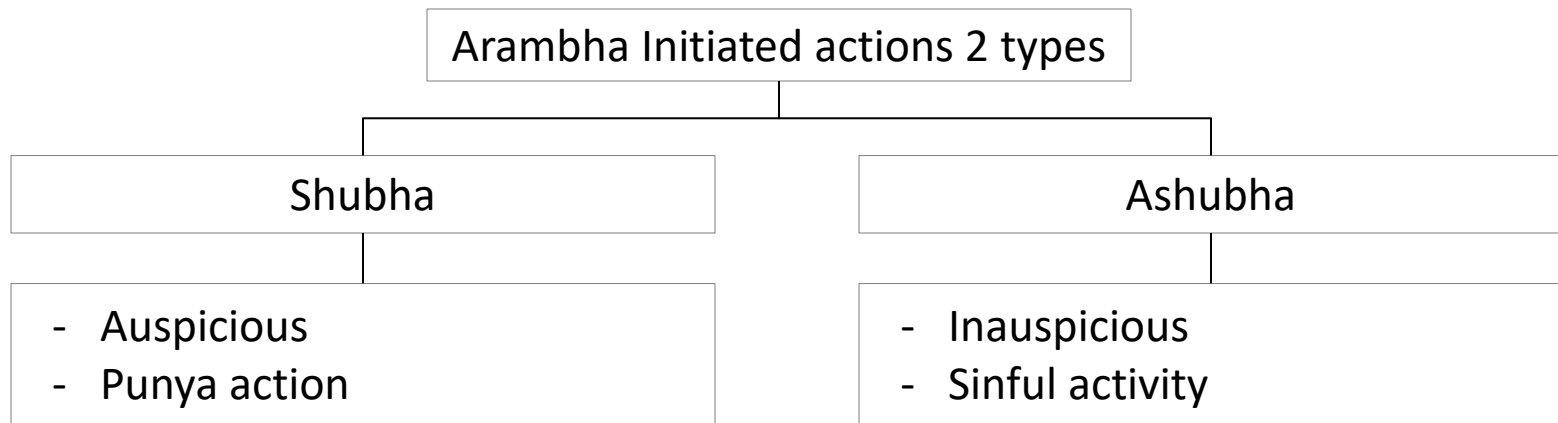 Arambha Initiated actions 2 types
Shubha
Ashubha
- Auspicious
- Punya action
- Inauspicious
- Sinful activity